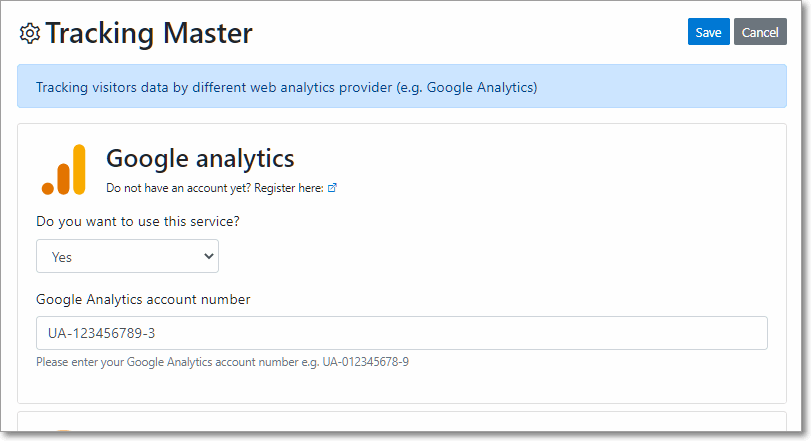 Tracking Master
Save
Cancel
Tracking visitors data by different web analytics provider (e.g. Google Analytics)
Google analytics
Do not have an account yet? Register here:
Do you want to use this service?
Yes
Google Analytics account number
UA-123456789-3
Please enter your Google Analytics account number e.g. UA-012345678-9